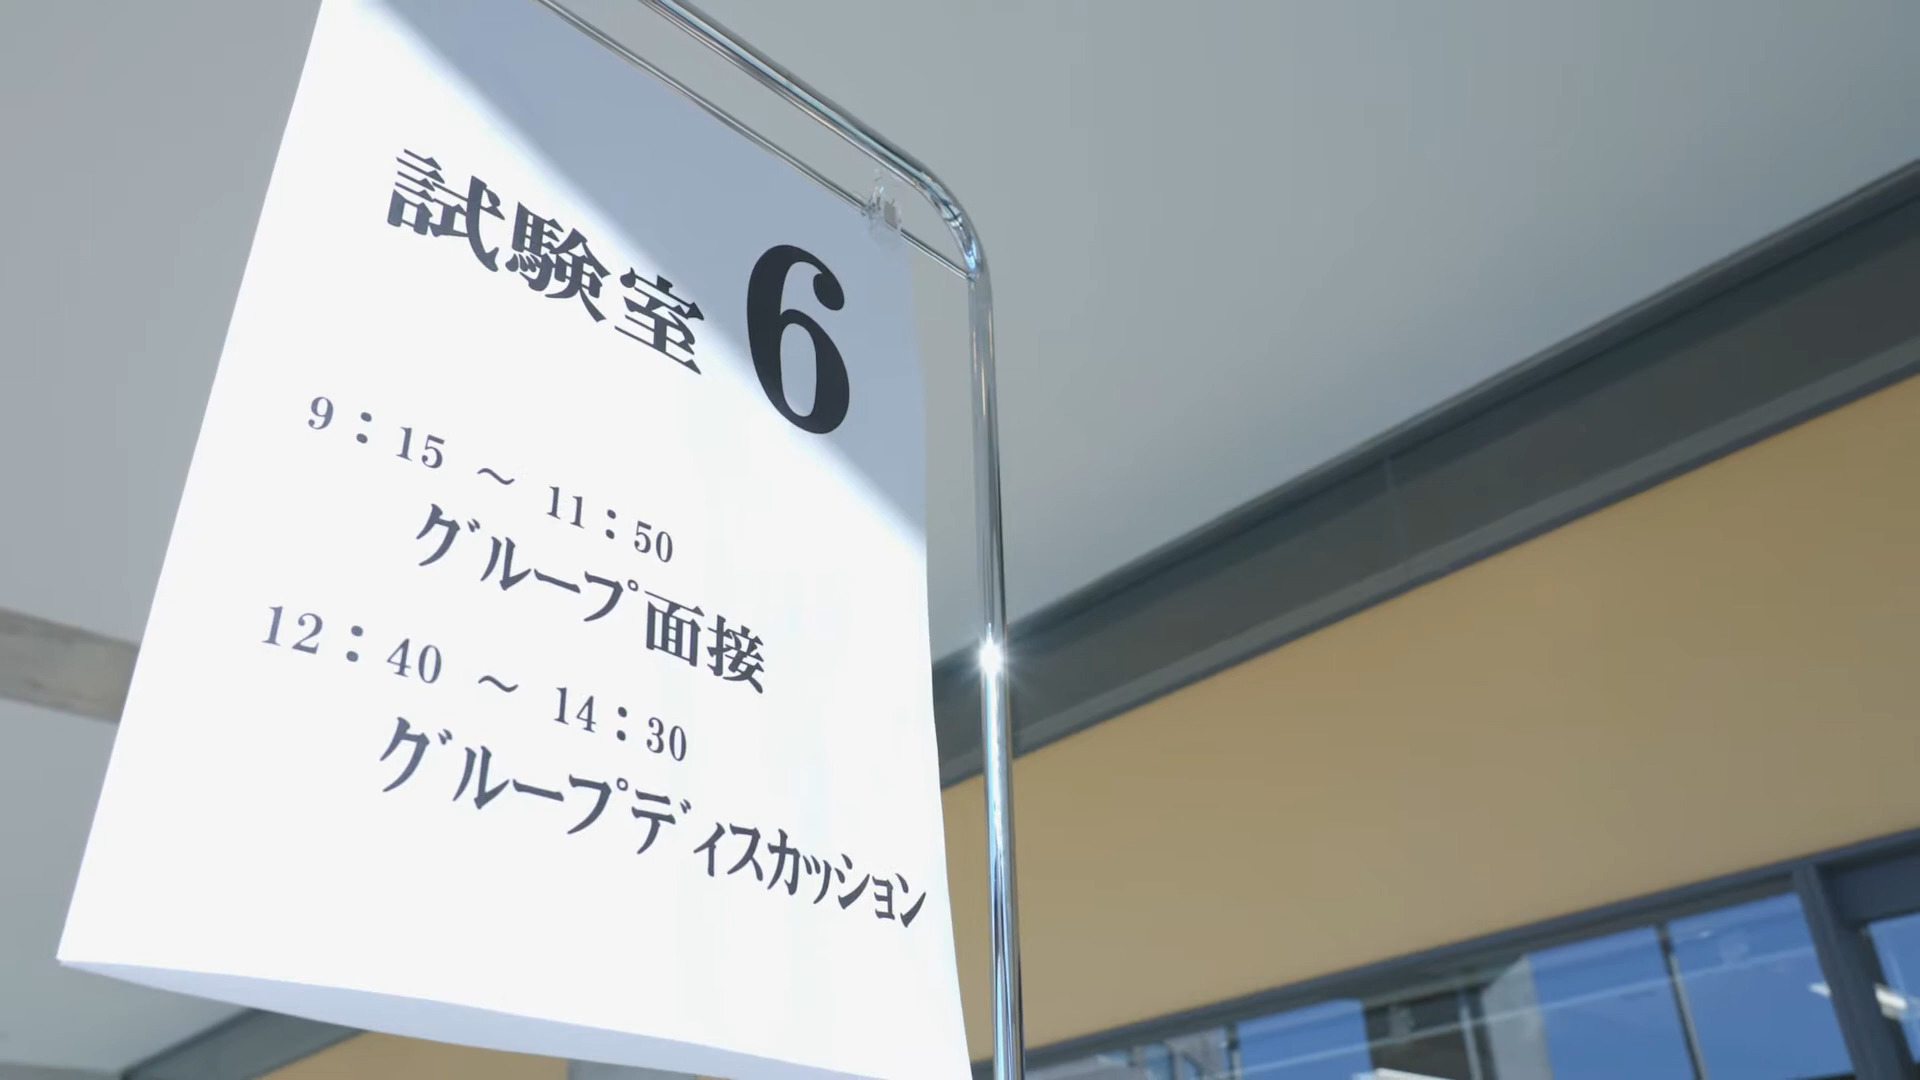 試験室 6
9：15 ～ 11：50
グループ面接
12：40 ～ 14：30
グループディスカッション